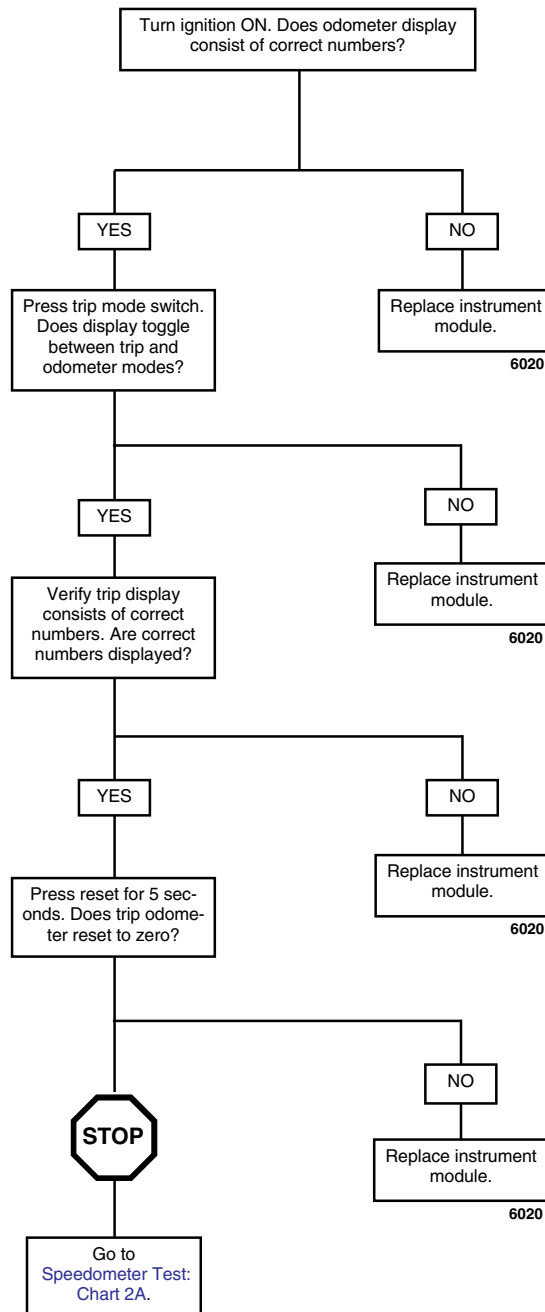 Turn ignition ON. Does odometer display
consist of correct numbers?
YES
NO
Press trip mode switch.
Does display toggle
between trip and
odometer modes?
Replace instrument
module.
6020
YES
NO
Verify trip display
consists of correct
numbers. Are correct
numbers displayed?
Replace instrument
module.
6020
YES
NO
Press reset for 5 sec-
onds. Does trip odome-
ter reset to zero?
Replace instrument
module.
6020
STOP
NO
Replace instrument
module.
6020
Go to
Speedometer Test:
Chart 2A.